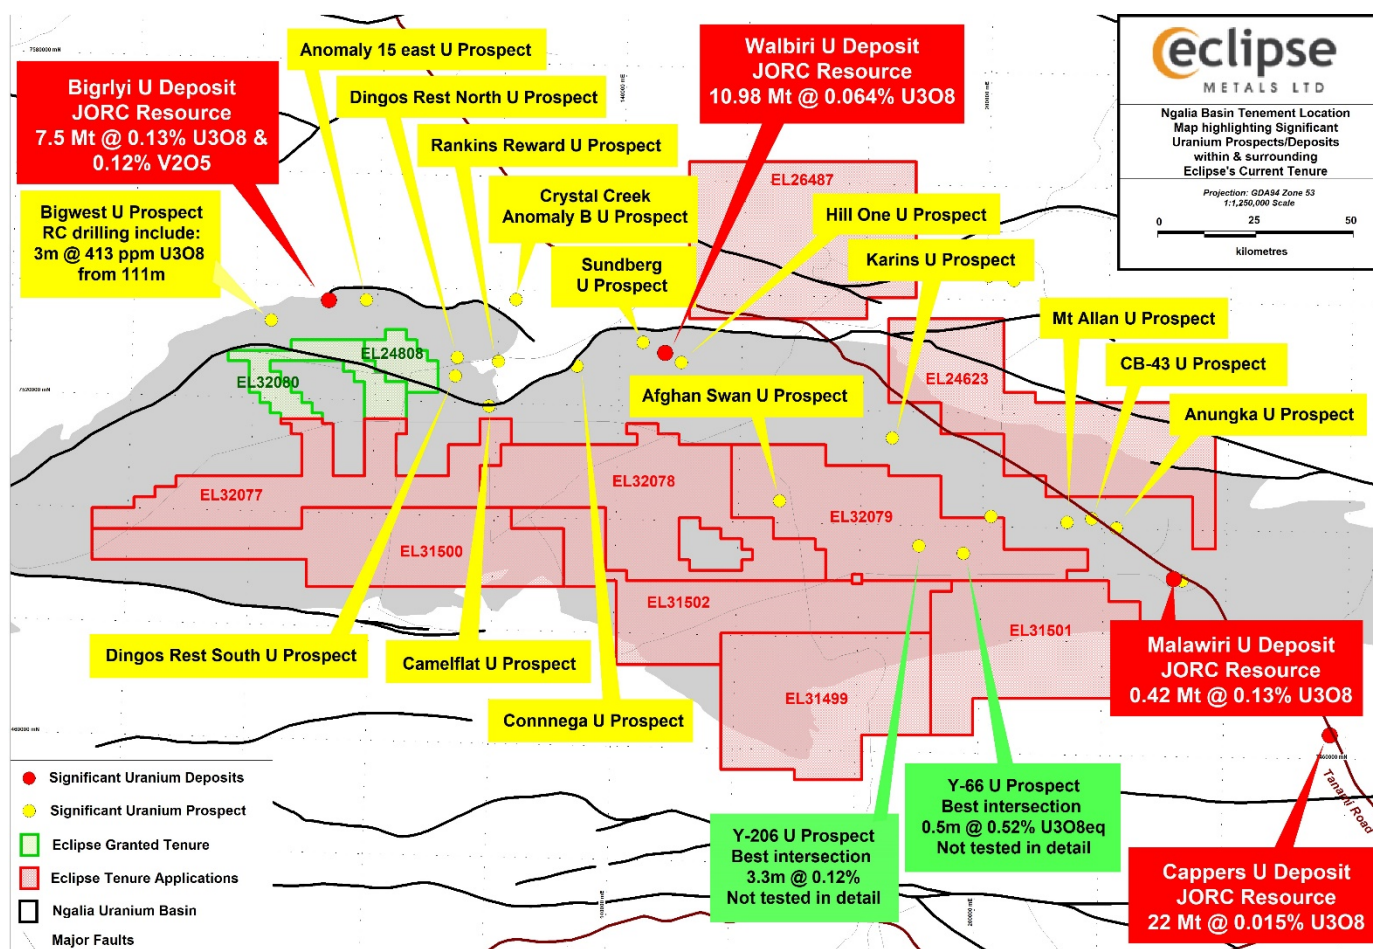 7580000 mN
Anomaly 15 east U Prospect
Bigrlyi U Deposit
JORC Resource
7.5 Mt @ 0.13% U3O8 &
0.12% V2O5
Dingos Rest North U Prospect
Rankins Reward U Prospect
Walbiri U Deposit
JORC Resource
10.98 Mt @ 0.064% U3O8
eclipse
METALS LTD
Ngalia Basin Tenement Location
Map highlighting Significant
Uranium Prospects/Deposits
within & surrounding
Eclipse's Current Tenure
Projection: GDA94 Zone 53
1:1,250,000 Scale
0 25 50
kilometres
Bigwest U Prospect
RC drilling include:
3m @ 413 ppm U3O8
from 111m
Crystal Creek
Anomaly B U Prospect
Sundberg
U Prospect
EL26487
Hill One U Prospect
Karins U Prospect
Mt Allan U Prospect
CB-43 U Prospect
Anungka U Prospect
EL24808
EL32080
EL24623
Afghan Swan U Prospect
EL32077
EL32078
EL32079
EL31500
EL31502
EL31501
EL31499
Dingos Rest South U Prospect
Camelflat U Prospect
Connnega U Prospect
Malawiri U Deposit
JORC Resource
0.42 Mt @ 0.13% U3O8
Tanami Road
Y-206 U Prospect
Best intersection
3.3m @ 0.12%
Not tested in detail
Y-66 U Prospect
Best intersection
0.5m @ 0.52% U3O8eq
Not tested in detail
Cappers U Deposit
JORC Resource
22 Mt @ 0.015% U3O8
Significant Uranium Deposits
Significant Uranium Prospect
Eclipse Granted Tenure
Eclipse Tenure Applications
Ngalia Uranium Basin
Major Faults